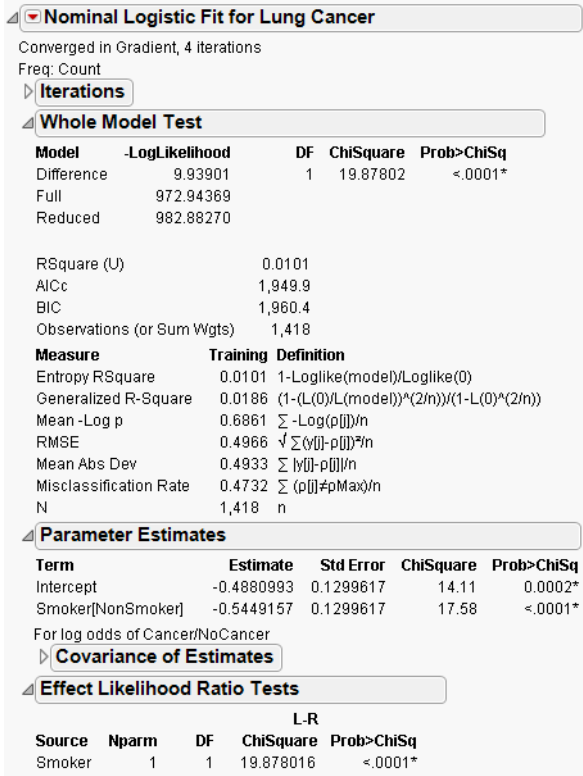 Nominal Logistic Fit for Lung Cancer
Converged in Gradient, 4 iterations
Freq: Count
Iterations
Whole Model Test
Model -LogLikelihood DF ChiSquare Prob>ChiSq
Difference 9.93901 1 19.87802 <.0001*
Full 972.94369
Reduced 982.88270
RSquare (U) 0.0101
AICc 1,949.9
BIC 1,960.4
Observations (or Sum Wgts) 1,418
Measure Training Definition
Entropy RSquare 0.0101 1-Loglike(model)/Loglike(0)
Generalized R-Square 0.0186 (1-(L(0)/L(model))^(2/n))/(1-L(0)^(2/n))
Mean -Log p 0.6861 ∑ -Log(ρ[j])/n
RMSE 0.4966 √ ∑(y[j]-ρ[j])²/n
Mean Abs Dev 0.4933 ∑ |y[j]-ρ[j]|/n
Misclassification Rate 0.4732 ∑ (ρ[j]≠ρMax)/n
N 1,418 n
Parameter Estimates
Term Estimate Std Error ChiSquare Prob>ChiSq
Intercept -0.4880993 0.1299617 14.11 0.0002*
Smoker[NonSmoker] -0.5449157 0.1299617 17.58 <.0001*
For log odds of Cancer/NoCancer
Covariance of Estimates
Effect Likelihood Ratio Tests
L-R
Source Nparm DF ChiSquare Prob>ChiSq
Smoker 1 1 19.878016 <.0001*